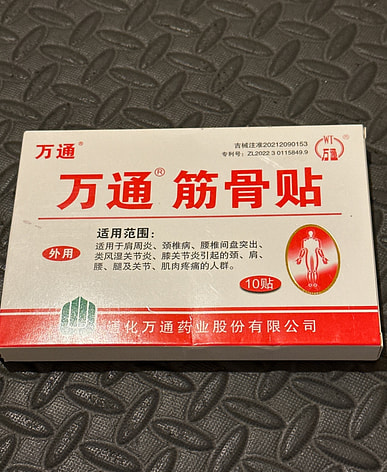 吉械注准20212090153
专利号：ZL2022 3 0115849.9
万通®
WT
万通
®
万通®筋骨贴
外用
适用范围：
适用于肩周炎、颈椎病、腰椎间盘突出、
类风湿关节炎、膝关节炎引起的颈、肩、
腰、腿及关节、肌肉疼痛的人群。
10贴
通化万通药业股份有限公司